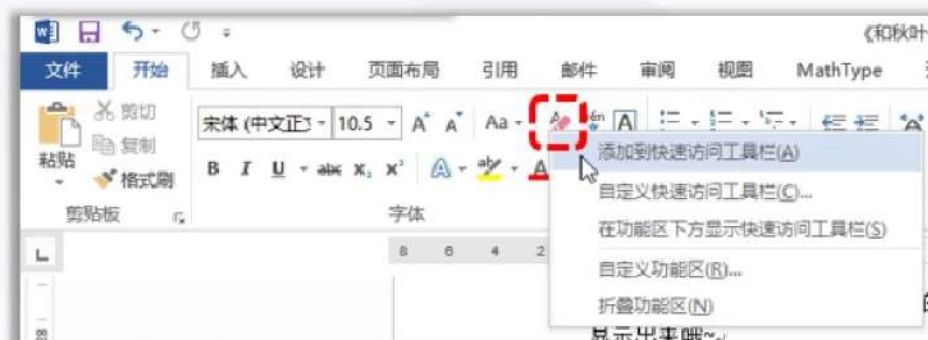 《和秋叶
文件 开始 插入 设计 页面布局 引用 邮件 审阅 视图 MathType
剪切
宋体 (中文正文 10.5 A A Aa A
复制
粘贴
格式刷
B I U abc X₂ X² A aby A
剪贴板 字体
添加到快速访问工具栏(A)
自定义快速访问工具栏(C)...
在功能区下方显示快速访问工具栏(S)
自定义功能区(R)...
折叠功能区(N)
L
8 6 4 2
的
28
显示出来哦~